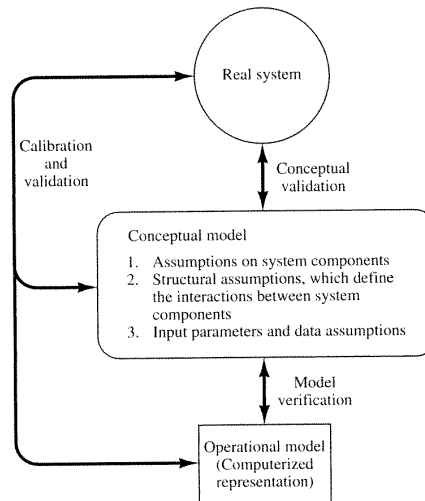 Real system
Calibration
and
validation
Conceptual
validation
Conceptual model
1. Assumptions on system components
2. Structural assumptions, which define
the interactions between system
components
3. Input parameters and data assumptions
Model
verification
Operational model
(Computerized
representation)